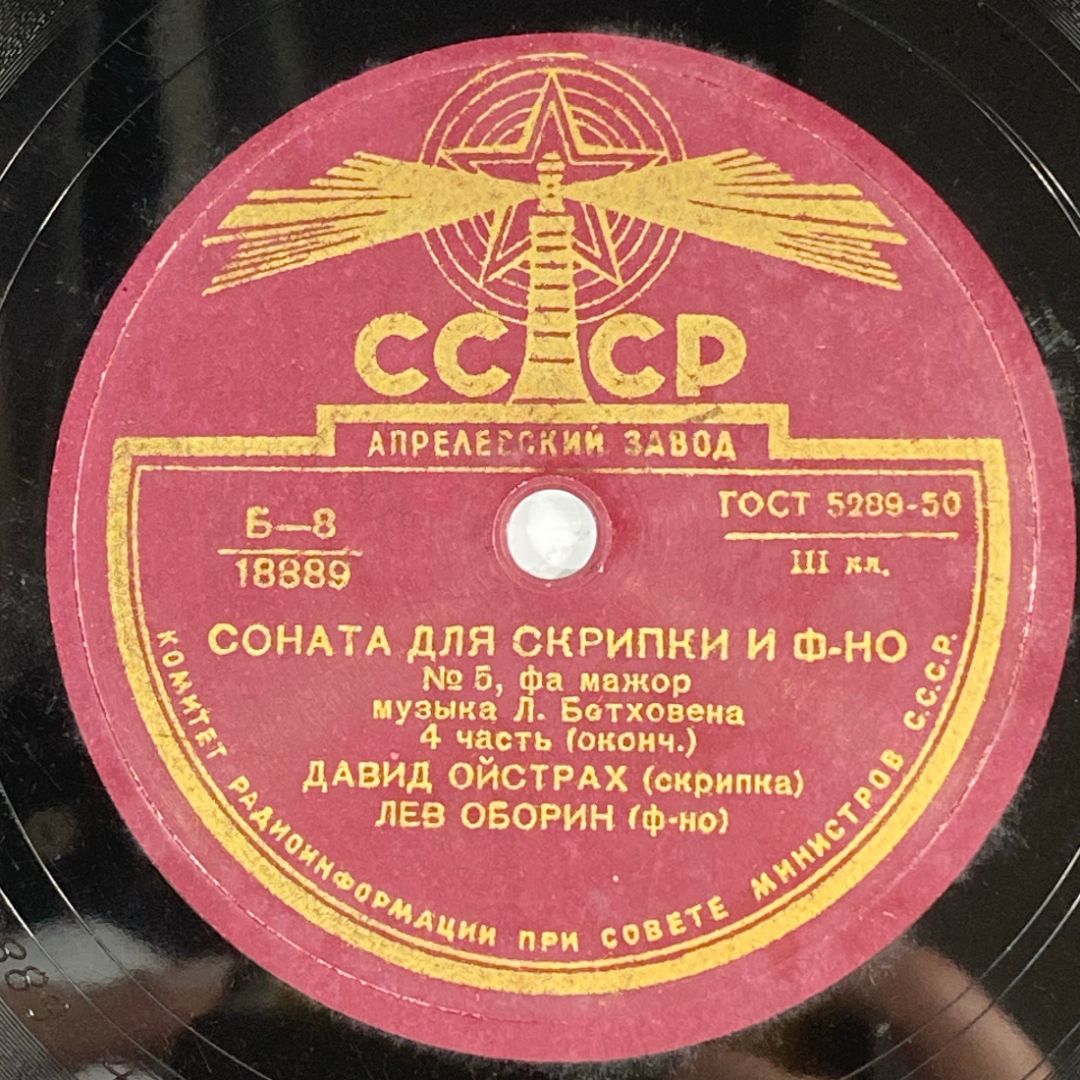 СССР
АПРЕЛЕВСКИЙ ЗАВОД
Б—8
18889
ГОСТ 5289-50
III кл.
СОНАТА ДЛЯ СКРИПКИ И Ф-НО
№ 5, фа мажор
музыка Л. Бетховена
4 часть (оконч.)
ДАВИД ОЙСТРАХ (скрипка)
ЛЕВ ОБОРИН (ф-но)
КОМИТЕТ РАДИОИНФОРМАЦИИ ПРИ СОВЕТЕ МИНИСТРОВ С.С.С.Р.